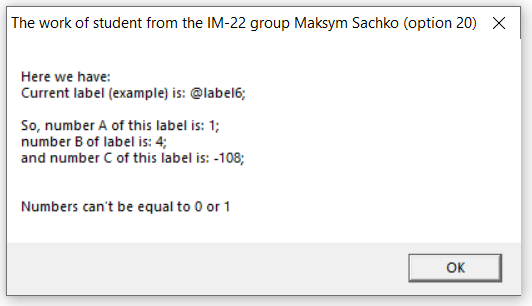 The work of student from the IM-22 group Maksym Sachko (option 20)
Here we have:
Current label (example) is: @label6;
So, number A of this label is: 1;
number B of label is: 4;
and number C of this label is: -108;
Numbers can't be equal to 0 or 1
OK